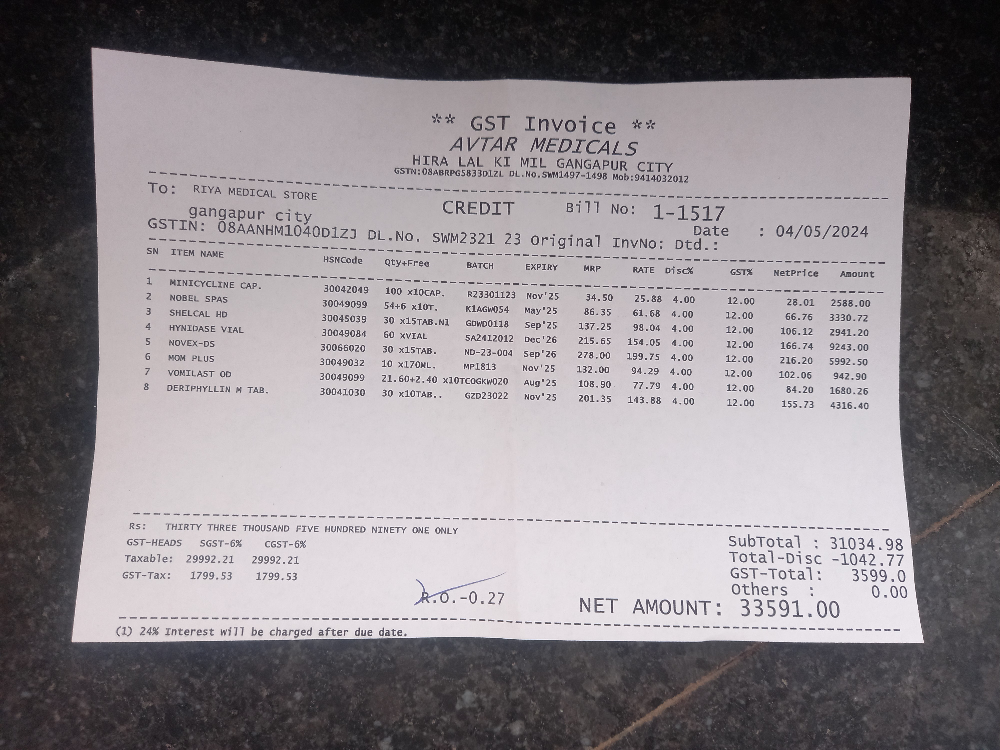 ** GST Invoice **
AVTAR MEDICALS
HIRA LAL KI MIL GANGAPUR CITY
GSTN:08ABRPG5833D1ZL DL.No.SWM1497-1498 Mob:9414032012
To: RIYA MEDICAL STORE
gangapur city CREDIT Bill No: 1-1517
Date : 04/05/2024
GSTIN: 08AANHM1040D1ZJ DL.No. SWM2321 23 Original InvNo: Dtd.:
SN ITEM NAME HSNCode Qty+Free BATCH EXPIRY MRP RATE Disc% GST% NetPrice Amount
1 MINICYCLINE CAP. 30042049 100 x10CAP. R23301123 Nov'25 34.50 25.88 4.00 12.00 28.01 2588.00
2 NOBEL SPAS 30049099 54+6 x10T. K1AGW054 May'25 86.35 61.68 4.00 12.00 66.76 3330.72
3 SHELCAL HD 30045039 30 x15TAB.N1 GDWD0118 Sep'25 137.25 98.04 4.00 12.00 106.12 2941.20
4 HYNIDASE VIAL 30049084 60 xVIAL SA2412012 Dec'26 215.65 154.05 4.00 12.00 166.74 9243.00
5 NOVEX-DS 30066020 30 x15TAB. ND-23-004 Sep'26 278.00 199.75 4.00 12.00 216.20 5992.50
6 MOM PLUS 30049032 10 x170ML. MP1813 Nov'25 132.00 94.29 4.00 12.00 102.06 942.90
7 VOMILAST OD 30049099 21.60+2.40 x10TCOGKW020 Aug'25 108.90 77.79 4.00 12.00 84.20 1680.26
8 DERIPHYLLIN M TAB. 30041030 30 x10TAB.. GZD23022 Nov'25 201.35 143.88 4.00 12.00 155.73 4316.40
Rs: THIRTY THREE THOUSAND FIVE HUNDRED NINETY ONE ONLY
GST-HEADS SGST-6% CGST-6%
Taxable: 29992.21 29992.21
GST-Tax: 1799.53 1799.53
R.O.-0.27
SubTotal : 31034.98
Total-Disc -1042.77
GST-Total: 3599.0
Others : 0.00
NET AMOUNT: 33591.00
(1) 24% Interest will be charged after due date.